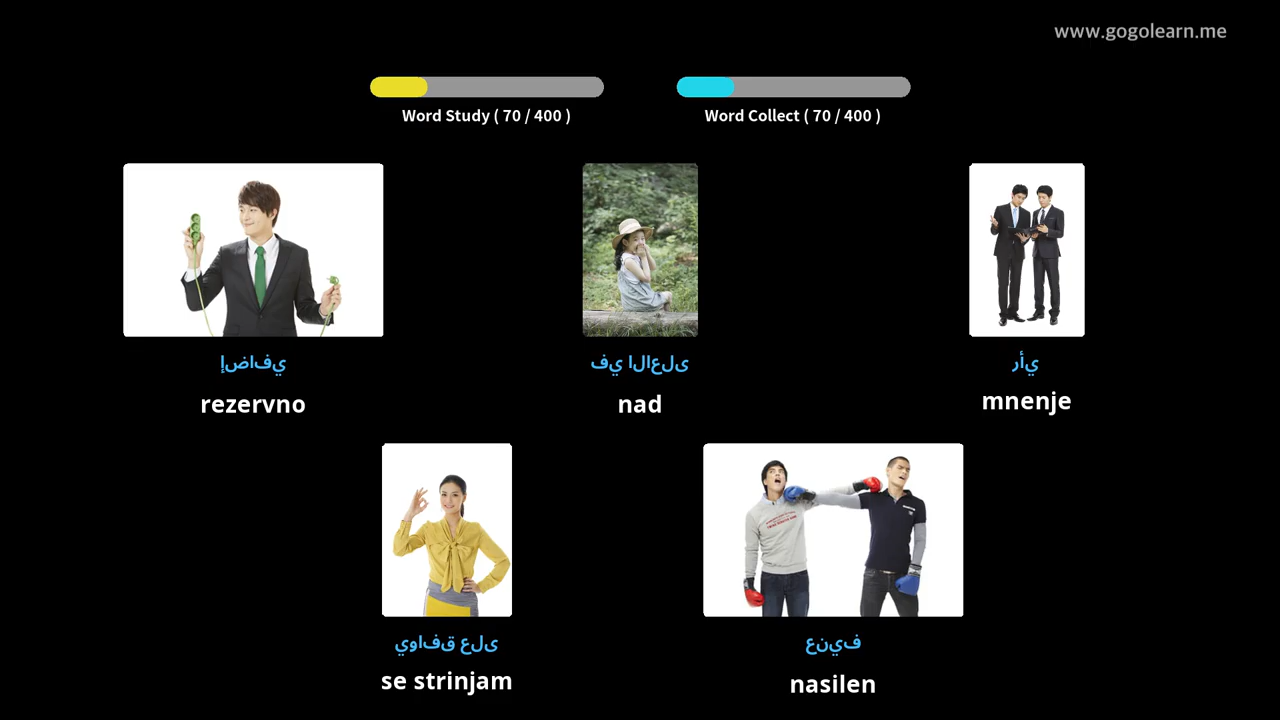 www.gogolearn.me
Word Study ( 70 / 400 )
Word Collect ( 70 / 400 )
إضافي
rezervno
في الاعلى
nad
رأي
mnenje
يوافق على
se strinjam
عنيف
nasilen